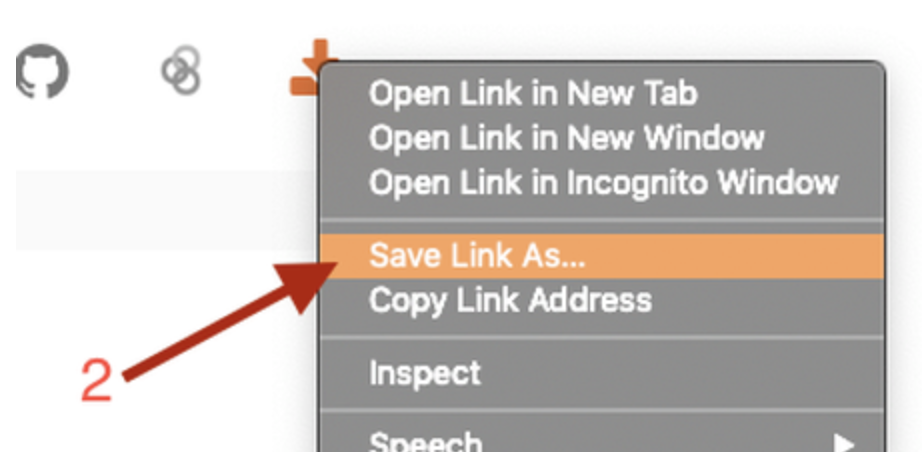 Open Link in New Tab
Open Link in New Window
Open Link in Incognito Window
Save Link As...
Copy Link Address
2
Inspect
Speech